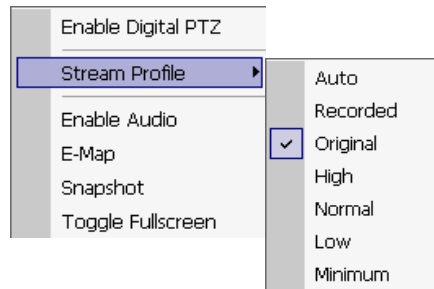 Enable Digital PTZ
Stream Profile
Enable Audio
E-Map
Snapshot
Toggle Fullscreen
Auto
Recorded
Original
High
Normal
Low
Minimum